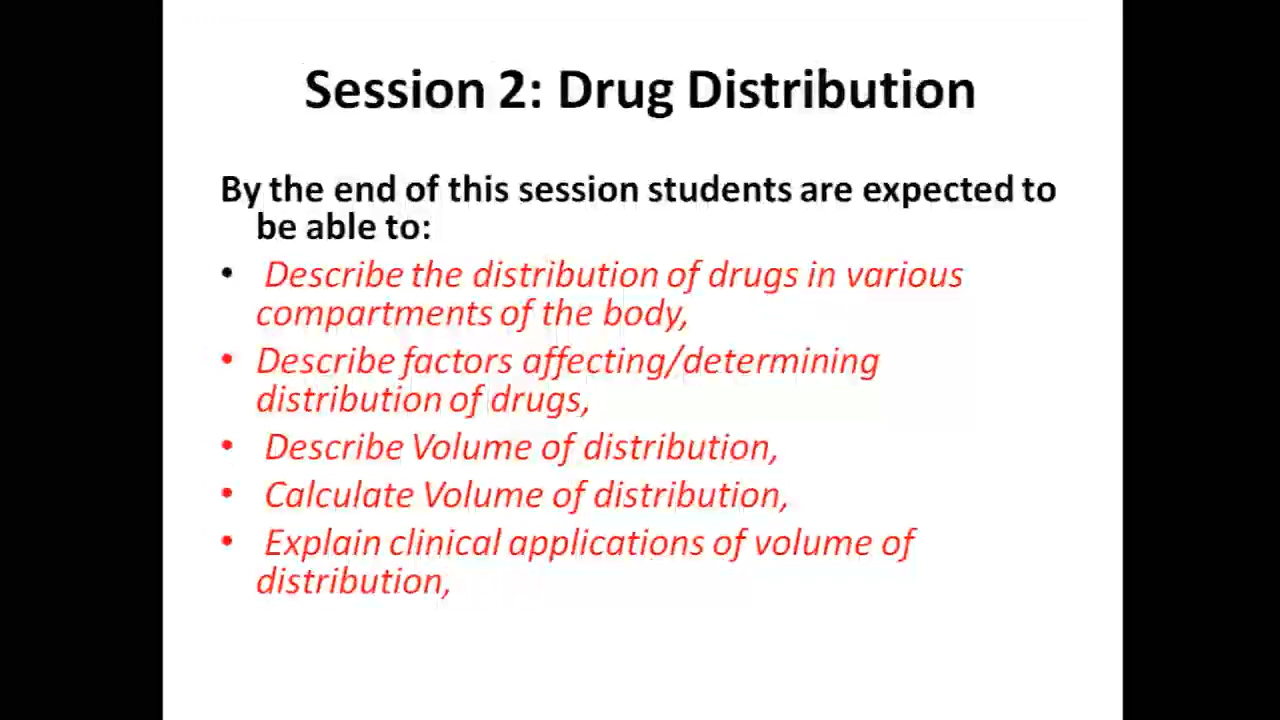 Session 2: Drug Distribution
By the end of this session students are expected to
be able to:
• Describe the distribution of drugs in various
compartments of the body,
• Describe factors affecting/determining
distribution of drugs,
• Describe Volume of distribution,
• Calculate Volume of distribution,
• Explain clinical applications of volume of
distribution,